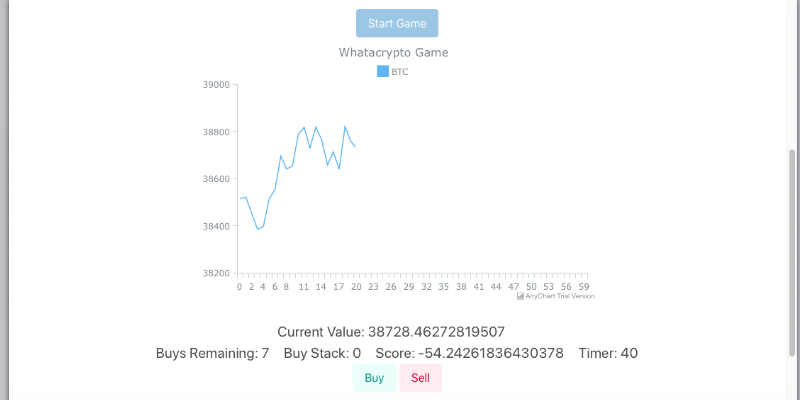 Start Game
Whatacrypto Game
BTC
39000
38800
38600
38400
38200
0 2 4 6 8 11 14 17 20 23 26 29 32 35 38 41 44 47 50 53 56 59
AnyChart Trial Version
Current Value: 38728.46272819507
Buys Remaining: 7 Buy Stack: 0 Score: -54.24261836430378 Timer: 40
Buy Sell